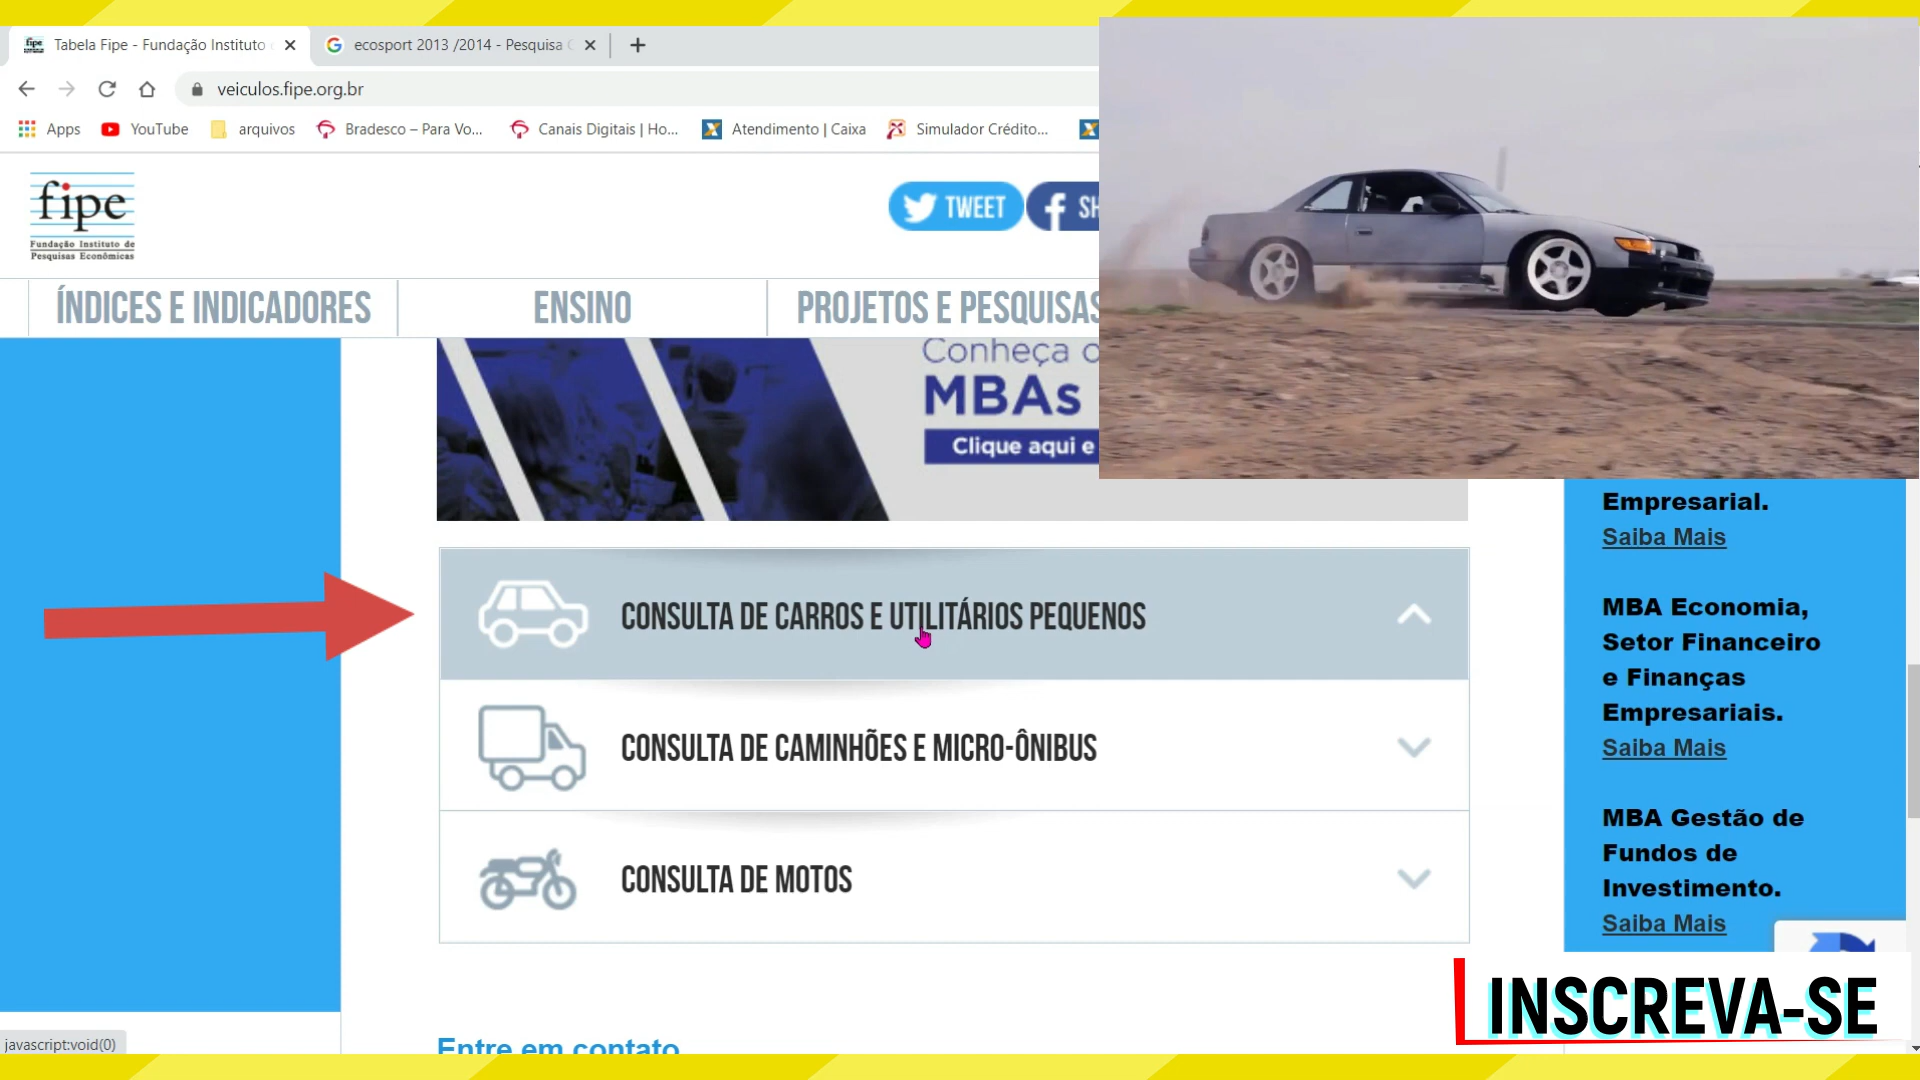 fipe
Tabela Fipe - Fundação Instituto
ecosport 2013 /2014 - Pesquisa
veiculos.fipe.org.br
Apps
YouTube
arquivos
Bradesco – Para Vo...
Canais Digitais | Ho...
Atendimento | Caixa
Simulador Crédito...
fipe
Fundação Instituto de
Pesquisas Econômicas
TWEET
SH
ÍNDICES E INDICADORES
ENSINO
PROJETOS E PESQUISAS
Conheça o
MBAs
Clique aqui e
Empresarial.
Saiba Mais
CONSULTA DE CARROS E UTILITÁRIOS PEQUENOS
CONSULTA DE CAMINHÕES E MICRO-ÔNIBUS
CONSULTA DE MOTOS
MBA Economia,
Setor Financeiro
e Finanças
Empresariais.
Saiba Mais
MBA Gestão de
Fundos de
Investimento.
Saiba Mais
INSCREVA-SE
Entre em contato
javascript:void(0)